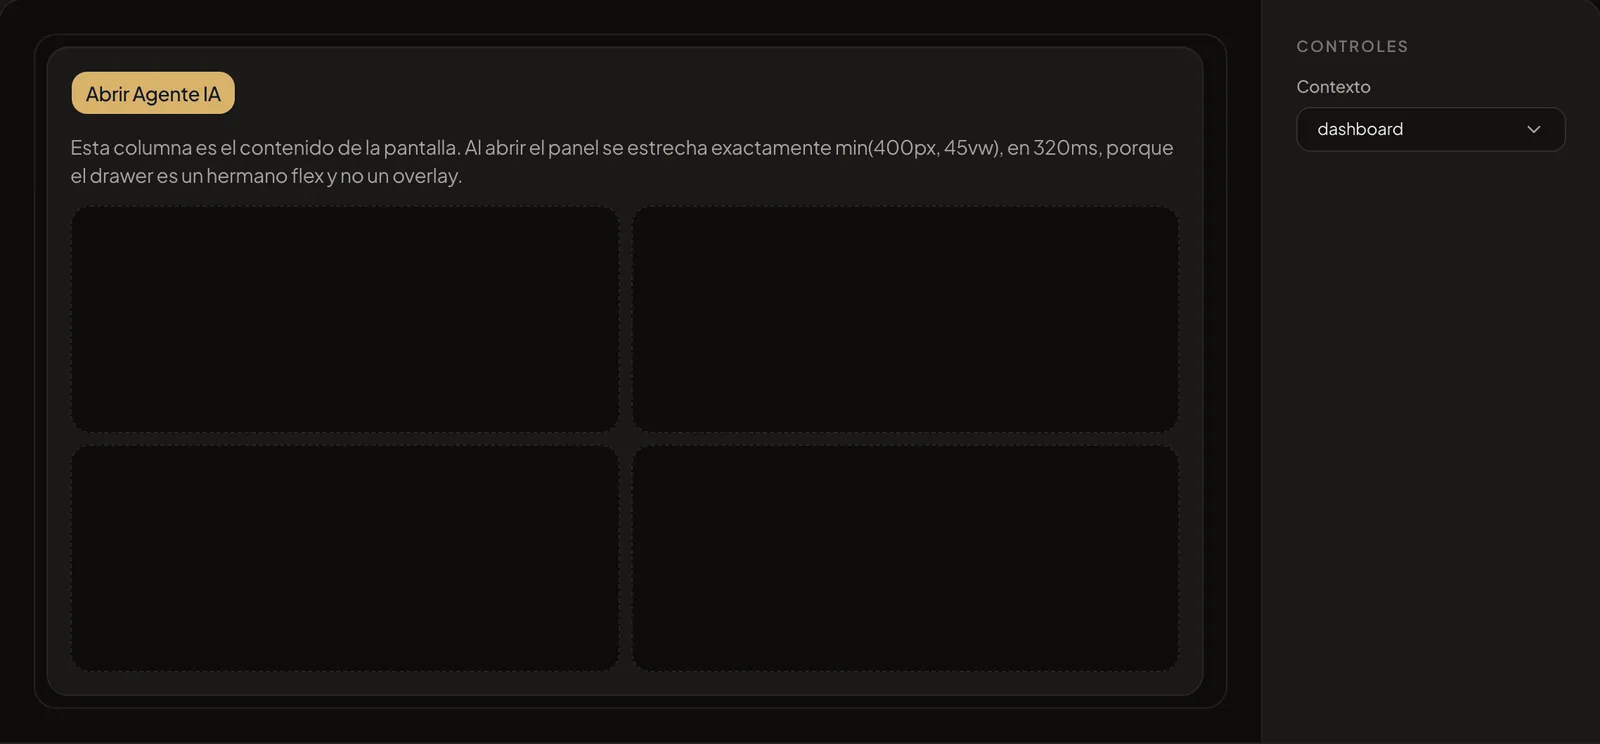 Abrir Agente IA
Esta columna es el contenido de la pantalla. Al abrir el panel se estrecha exactamente min(400px, 45vw), en 320ms, porque
el drawer es un hermano flex y no un overlay.
CONTROLES
Contexto
dashboard